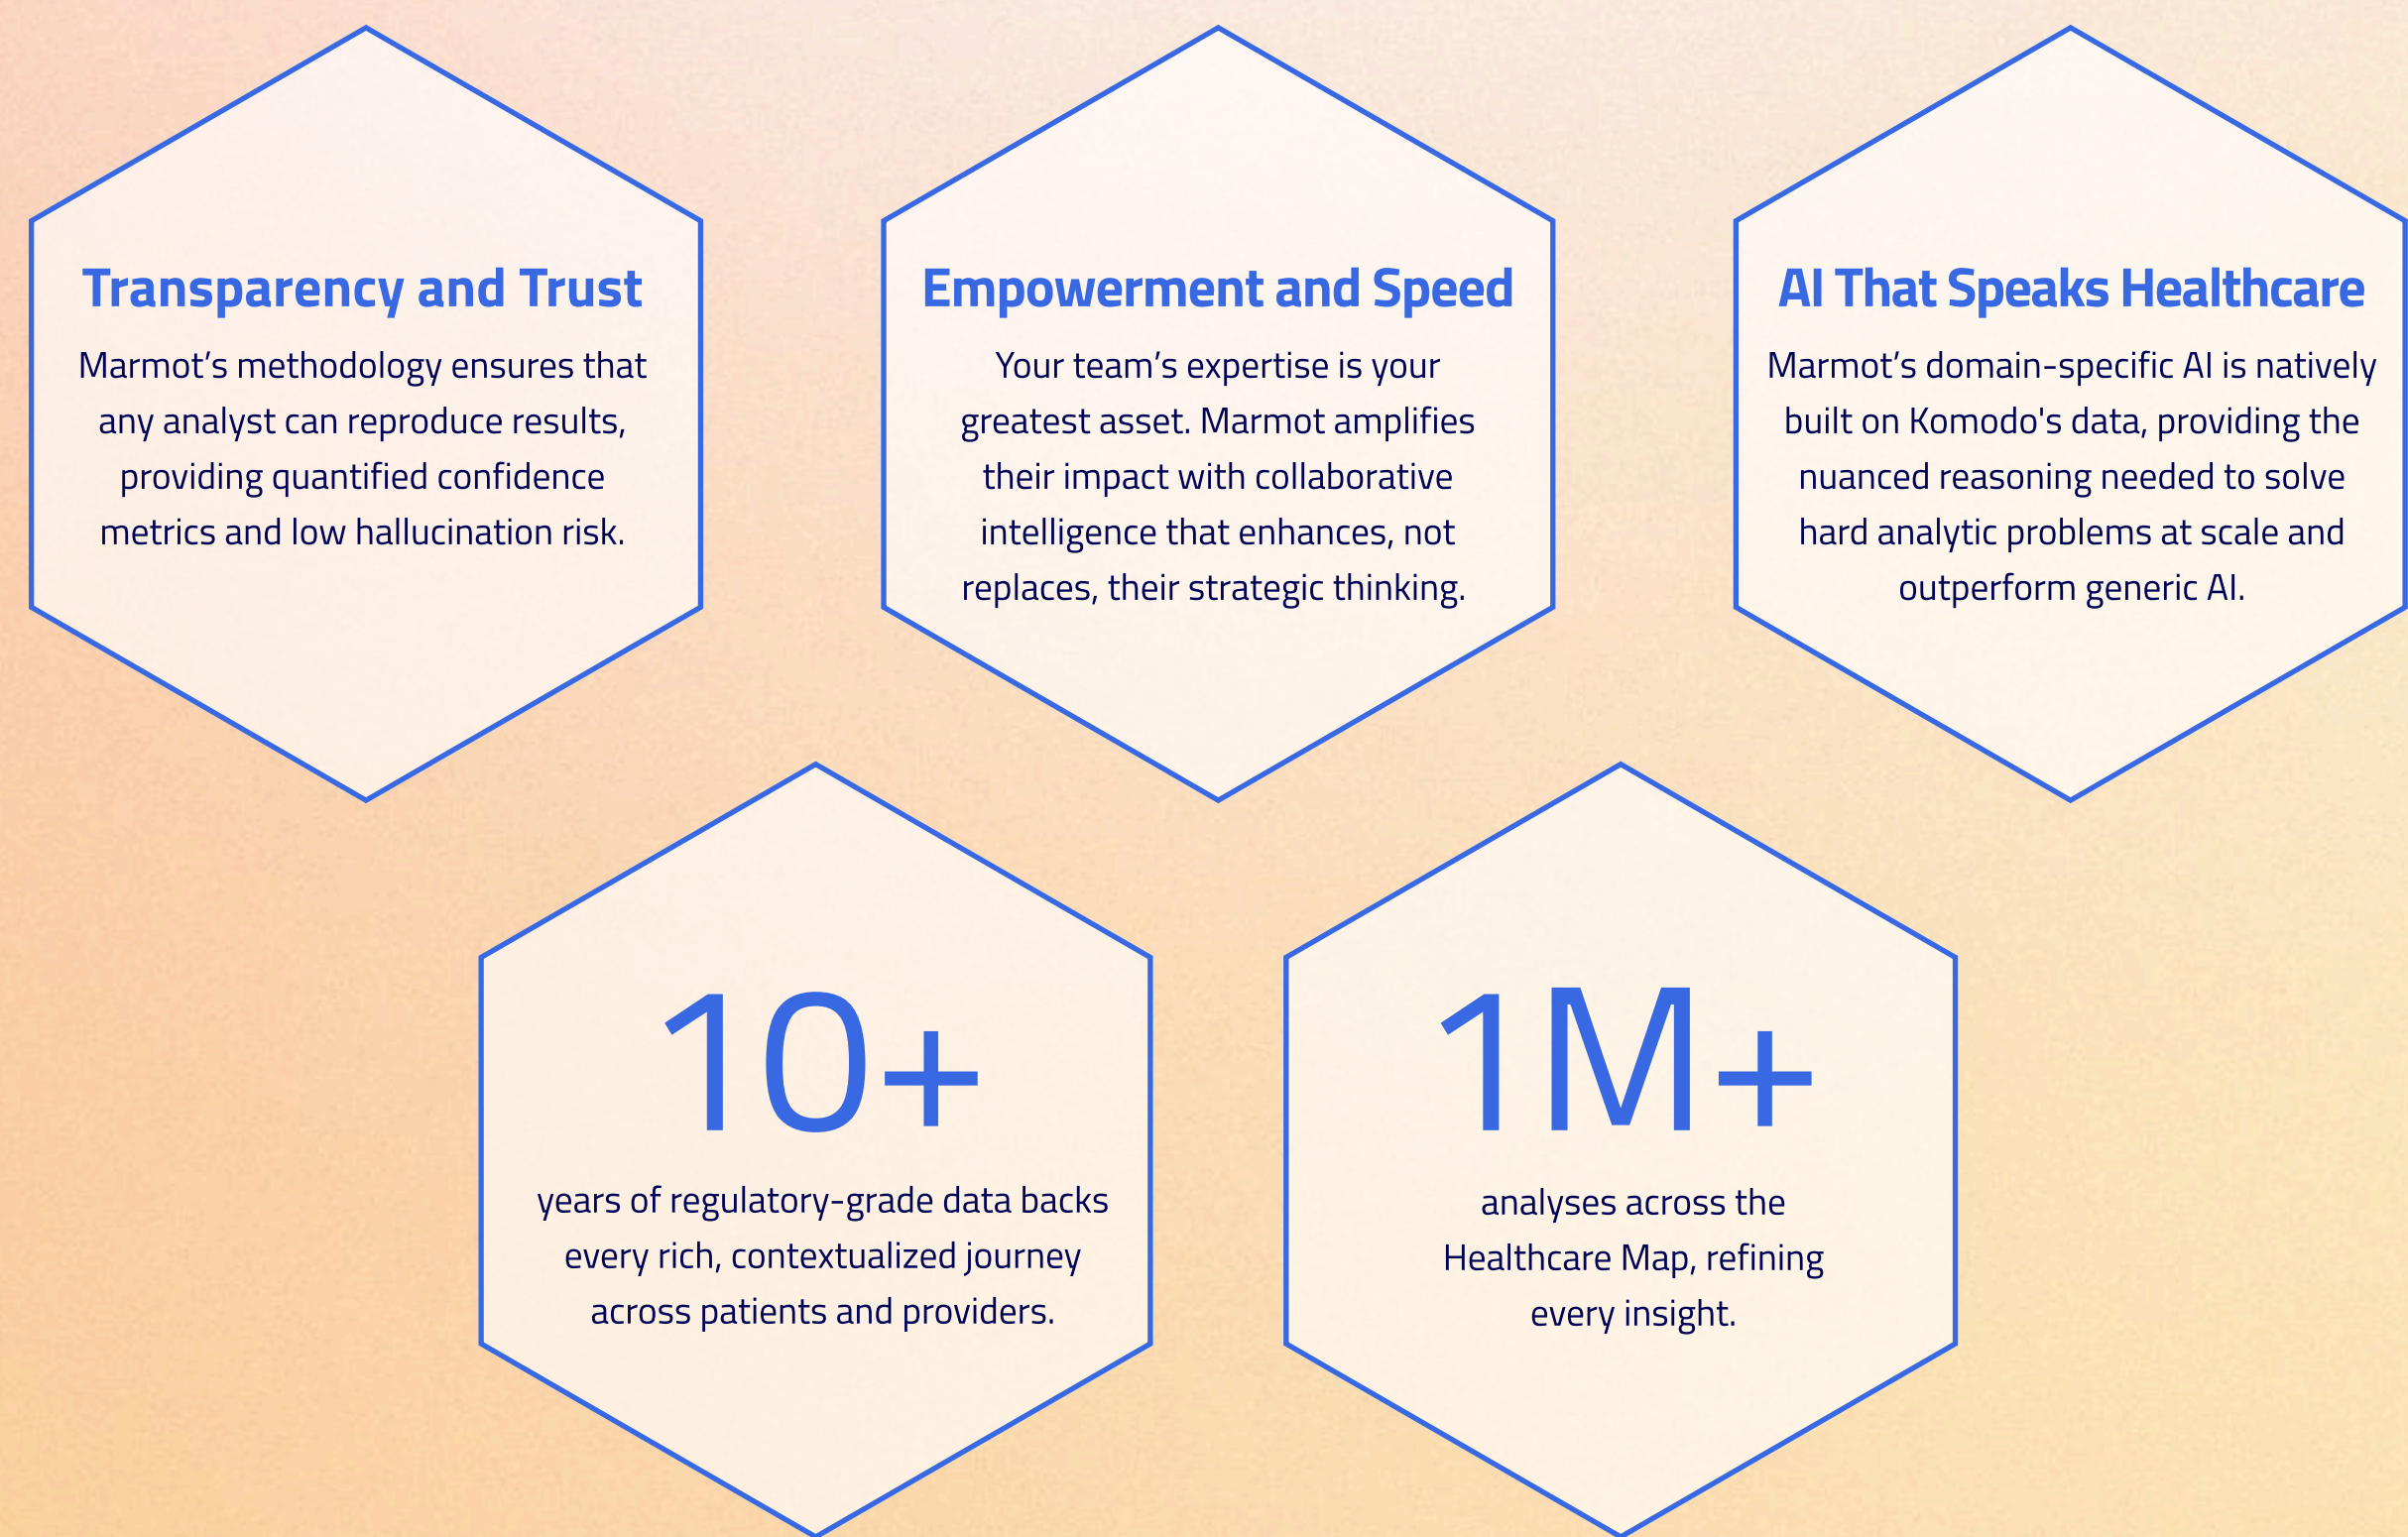 Transparency and Trust
Marmot’s methodology ensures that
any analyst can reproduce results,
providing quantified confidence
metrics and low hallucination risk.
Empowerment and Speed
Your team’s expertise is your
greatest asset. Marmot amplifies
their impact with collaborative
intelligence that enhances, not
replaces, their strategic thinking.
AI That Speaks Healthcare
Marmot’s domain-specific AI is natively
built on Komodo's data, providing the
nuanced reasoning needed to solve
hard analytic problems at scale and
outperform generic AI.
10+
years of regulatory-grade data backs
every rich, contextualized journey
across patients and providers.
1M+
analyses across the
Healthcare Map, refining
every insight.